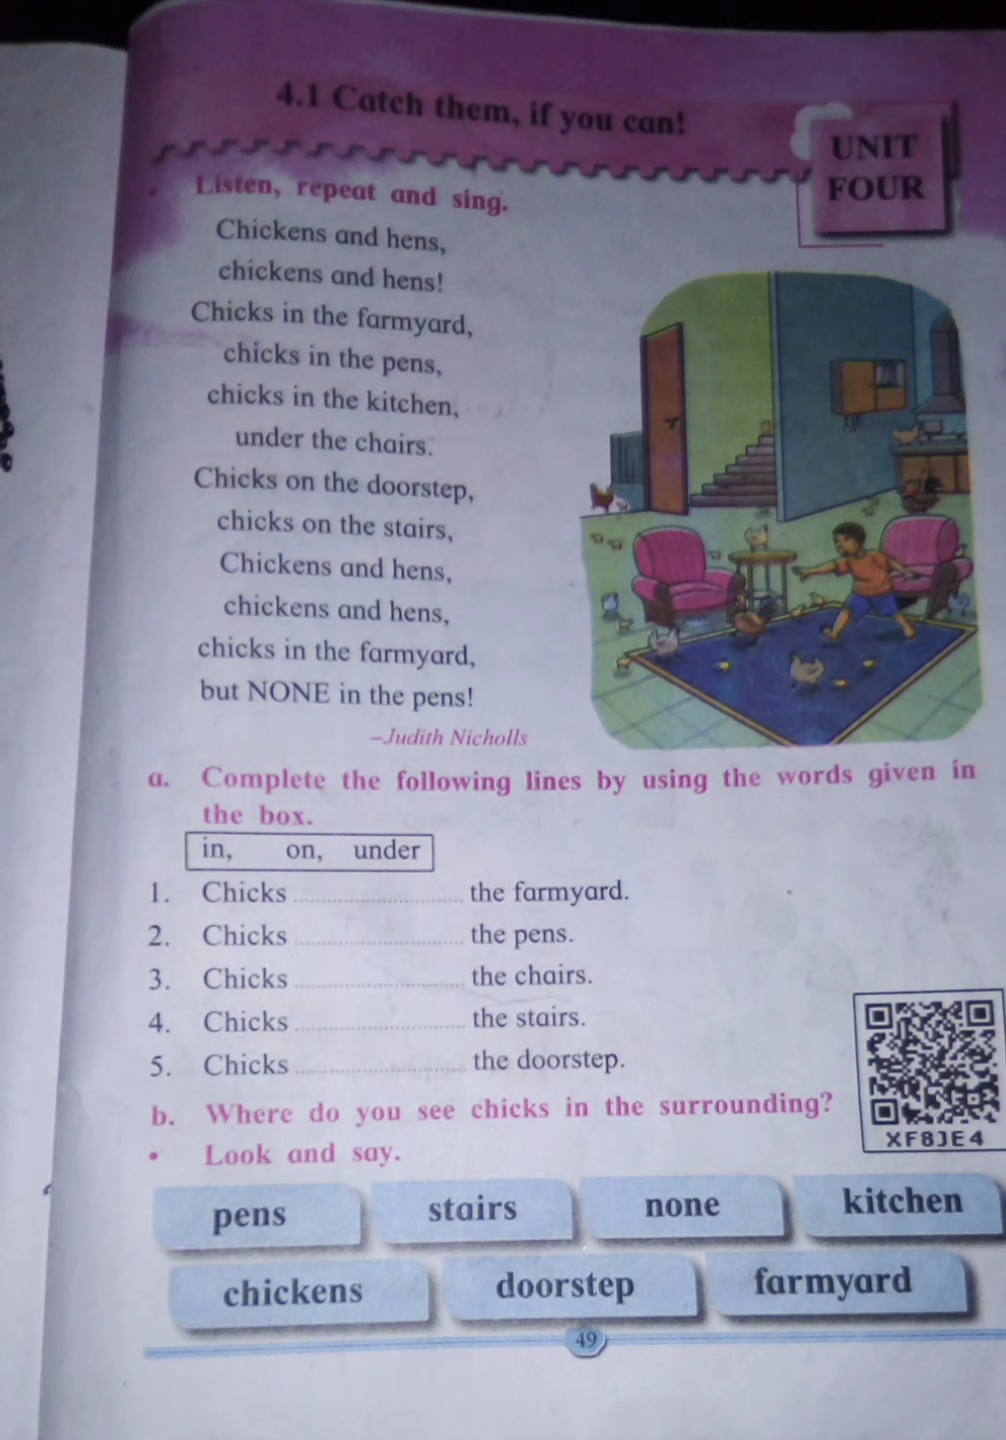 4.1 Catch them, if you can!
UNIT
FOUR
. Listen, repeat and sing.
Chickens and hens,
chickens and hens!
Chicks in the farmyard,
chicks in the pens,
chicks in the kitchen,
under the chairs.
Chicks on the doorstep,
chicks on the stairs,
Chickens and hens,
chickens and hens,
chicks in the farmyard,
but NONE in the pens!
–Judith Nicholls
a. Complete the following lines by using the words given in
the box.
in, on, under
1. Chicks ............................ the farmyard.
2. Chicks ............................ the pens.
3. Chicks ............................ the chairs.
4. Chicks ............................ the stairs.
5. Chicks ............................ the doorstep.
b. Where do you see chicks in the surrounding?
XF8JE4
• Look and say.
pens stairs none kitchen
chickens doorstep farmyard
49